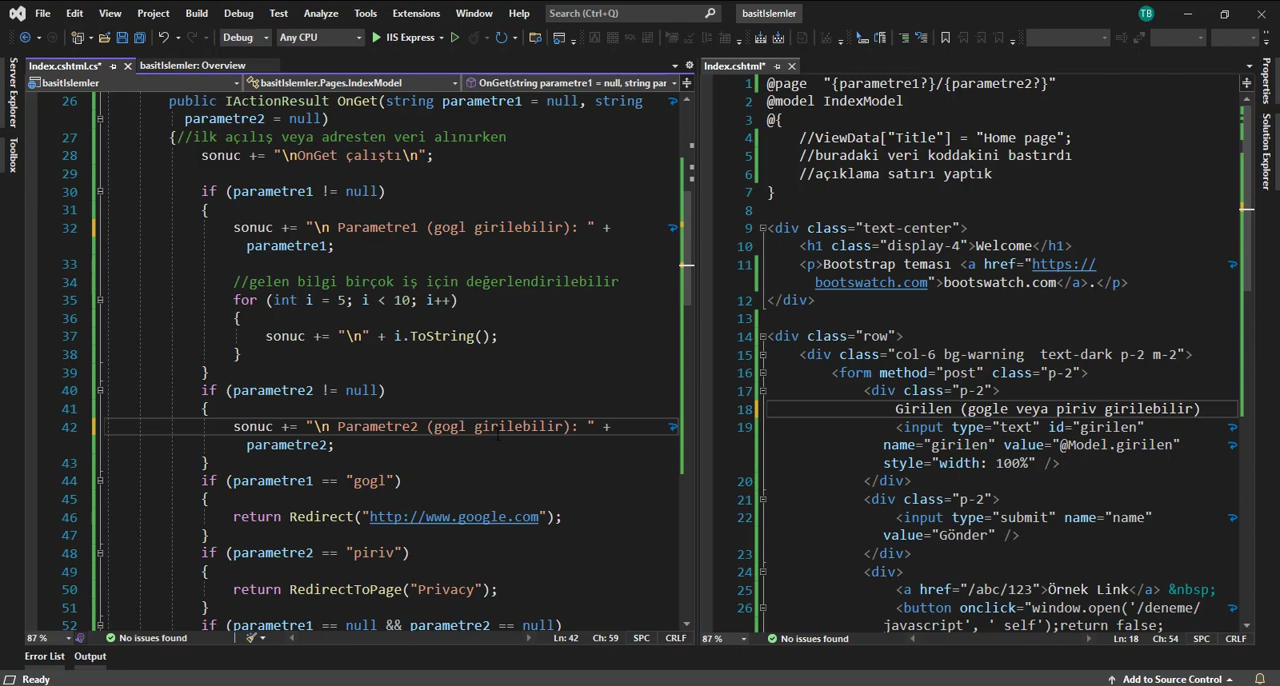 File Edit View Project Build Debug Test Analyze Tools Extensions Window Help Search (Ctrl+Q) basitIslemler TB
Debug Any CPU IIS Express
Server Explorer
Toolbox
Index.cshtml.cs* basitIslemler: Overview
basitIslemler basitIslemler.Pages.IndexModel OnGet(string parametre1 = null, string par
26 public IActionResult OnGet(string parametre1 = null, string
parametre2 = null)
27 {//ilk açılış veya adresten veri alınırken
28 sonuc += "\nOnGet çalıştı\n";
29
30 if (parametre1 != null)
31 {
32 sonuc += "\n Parametre1 (gogl girilebilir): " +
parametre1;
33
34 //gelen bilgi birçok iş için değerlendirilebilir
35 for (int i = 5; i < 10; i++)
36 {
37 sonuc += "\n" + i.ToString();
38 }
39 }
40 if (parametre2 != null)
41 {
42 sonuc += "\n Parametre2 (gogl girilebilir): " +
parametre2;
43 }
44 if (parametre1 == "gogl")
45 {
46 return Redirect("http://www.google.com");
47 }
48 if (parametre2 == "piriv")
49 {
50 return RedirectToPage("Privacy");
51 }
52 if (parametre1 == null && parametre2 == null)
87 % No issues found Ln: 42 Ch: 59 SPC CRLF
Index.cshtml*
1 @page "{parametre1?}/{parametre2?}"
2 @model IndexModel
3 @{
4 //ViewData["Title"] = "Home page";
5 //buradaki veri koddakini bastırdı
6 //açıklama satırı yaptık
7 }
8
9 <div class="text-center">
10 <h1 class="display-4">Welcome</h1>
11 <p>Bootstrap teması <a href="https://
bootswatch.com">bootswatch.com</a>.</p>
12 </div>
13
14 <div class="row">
15 <div class="col-6 bg-warning text-dark p-2 m-2">
16 <form method="post" class="p-2">
17 <div class="p-2">
18 Girilen (gogle veya piriv girilebilir)
19 <input type="text" id="girilen"
name="girilen" value="@Model.girilen"
style="width: 100%" />
20 </div>
21 <div class="p-2">
22 <input type="submit" name="name"
value="Gönder" />
23 </div>
24 <div>
25 <a href="/abc/123">Örnek Link</a> &nbsp;
26 <button onclick="window.open('/deneme/
javascript', '_self');return false;
87 % No issues found Ln: 18 Ch: 54 SPC CRLF
Properties
Solution Explorer
Error List Output
Ready Add to Source Control